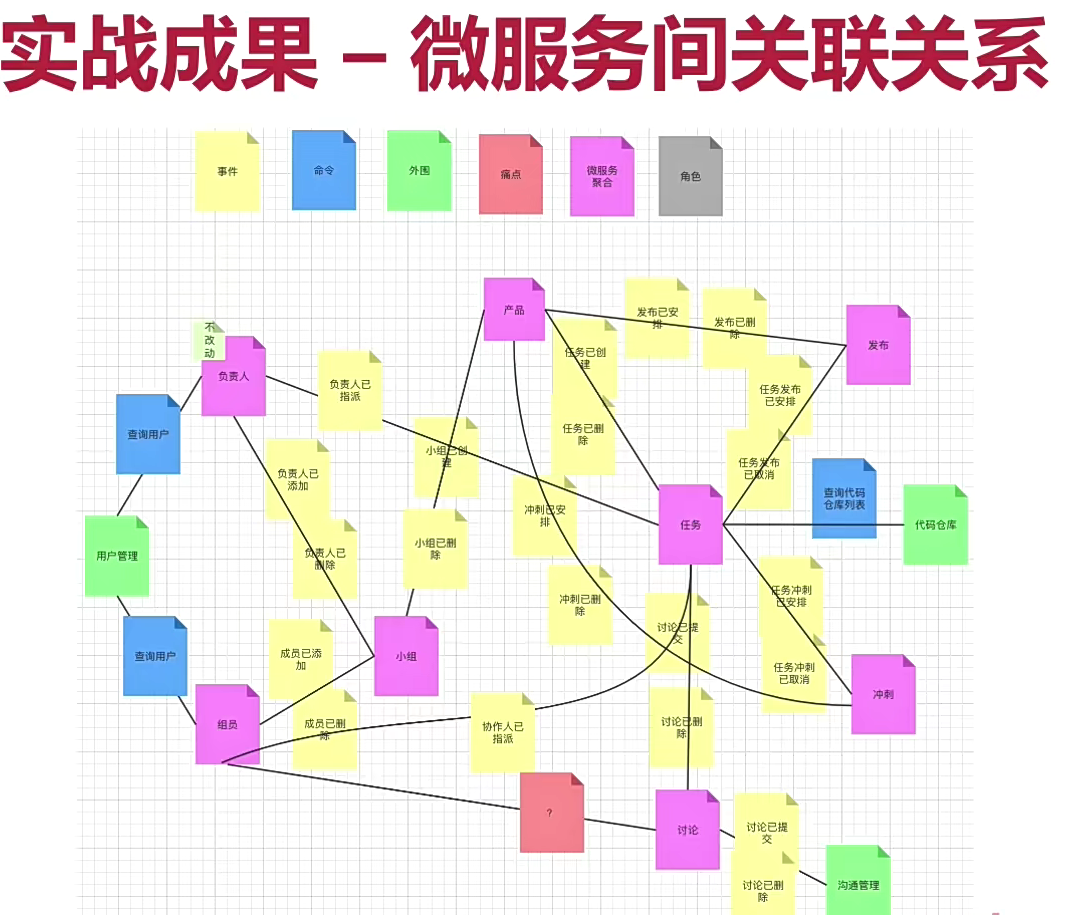 实战成果 – 微服务间关联关系
事件
命令
外围
痛点
微服务
聚合
角色
产品
发布已安
排
发布已删
除
发布
不
改
动
负责人
负责人已
指派
任务已创
建
任务发布
已安排
查询用户
小组已创
建
任务已删
除
负责人已
添加
任务发布
已取消
查询代码
仓库列表
冲刺已安
排
任务
代码仓库
用户管理
负责人已
删除
小组已删
除
冲刺已删
除
任务冲刺
已安排
查询用户
成员已添
加
小组
讨论已提
交
任务冲刺
已取消
冲刺
组员
成员已删
除
协作人已
指派
讨论已删
除
?
讨论
讨论已提
交
讨论已删
除
沟通管理